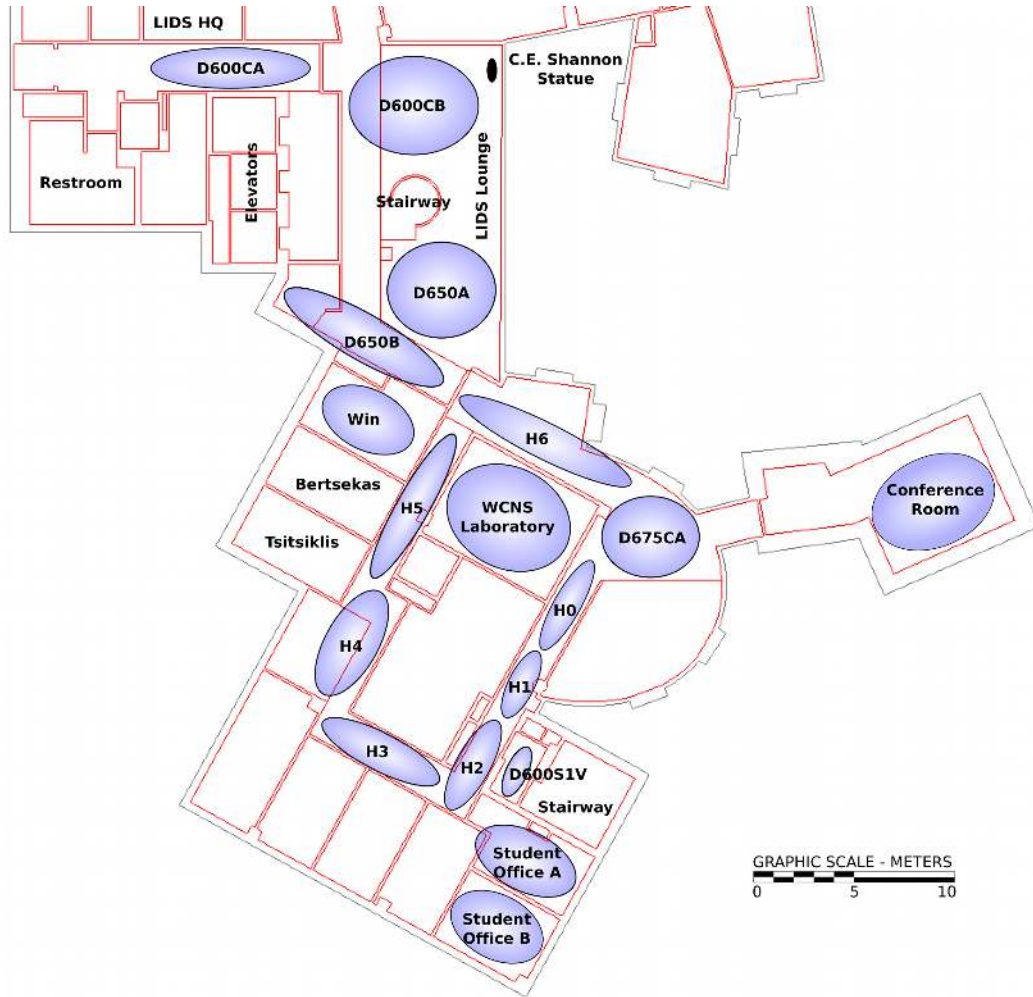 LIDS HQ
D600CA
C.E. Shannon
Statue
D600CB
Restroom
Elevators
Stairway
LIDS Lounge
D650A
D650B
Win
H6
Bertsekas
H5
WCNS
Laboratory
Conference
Room
Tsitsiklis
D675CA
H0
H4
H1
H3
H2
D600S1V
Stairway
Student
Office A
GRAPHIC SCALE - METERS
0 5 10
Student
Office B